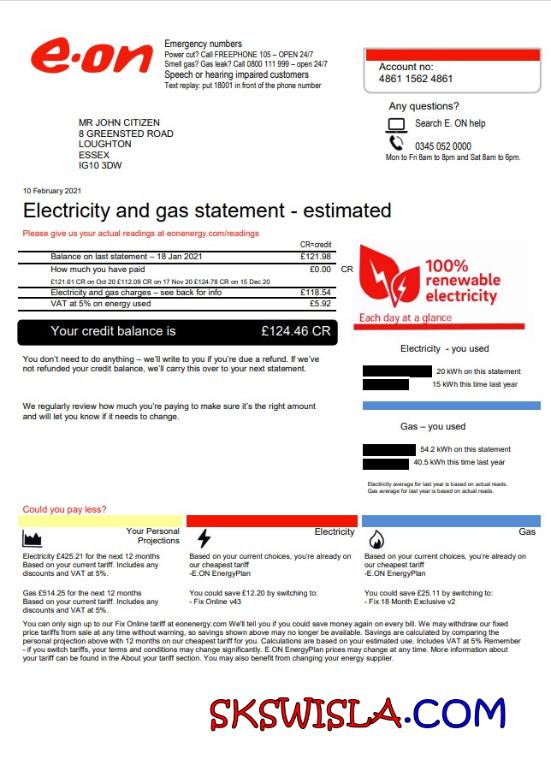 e·on
Emergency numbers
Power cut? Call FREEPHONE 105 – OPEN 24/7
Smell gas? Gas leak? Call 0800 111 999 – open 24/7
Speech or hearing impaired customers
Text replay: put 18001 in front of the phone number
Account no:
4861 1562 4861
Any questions?
Search E. ON help
0345 052 0000
Mon to Fri 8am to 8pm and Sat 8am to 6pm.
MR JOHN CITIZEN
8 GREENSTED ROAD
LOUGHTON
ESSEX
IG10 3DW
10 February 2021
Electricity and gas statement - estimated
Please give us your actual readings at eonenergy.com/readings
CR=credit
Balance on last statement – 18 Jan 2021 £121.98
How much you have paid £0.00 CR
£121.61 CR on Oct 20 £112.09 CR on 17 Nov 20 £124.78 CR on 15 Dec 20
Electricity and gas charges – see back for info £118.54
VAT at 5% on energy used £5.92
Your credit balance is £124.46 CR
You don't need to do anything – we'll write to you if you're due a refund. If we've
not refunded your credit balance, we'll carry this over to your next statement.
We regularly review how much you're paying to make sure it's the right amount
and will let you know if it needs to change.
100%
renewable
electricity
Each day at a glance
Electricity - you used
20 kWh on this statement
15 kWh this time last year
Gas – you used
54.2 kWh on this statement
40.5 kWh this time last year
Electricity average for last year is based on actual reads.
Gas average for last year is based on actual reads.
Could you pay less?
Your Personal
Projections
Electricity £425.21 for the next 12 months
Based on your current tariff. Includes any
discounts and VAT at 5%.
Gas £514.25 for the next 12 months
Based on your current tariff. Includes any
discounts and VAT at 5%.
Electricity
Based on your current choices, you're already on
our cheapest tariff
-E.ON EnergyPlan
You could save £12.20 by switching to:
- Fix Online v43
Gas
Based on your current choices, you're already on
our cheapest tariff
-E.ON EnergyPlan
You could save £25.11 by switching to:
- Fix 18 Month Exclusive v2
You can only sign up to our Fix Online tariff at eonenergy.com We'll tell you if you could save money again on every bill. We may withdraw our fixed
price tariffs from sale at any time without warning, so savings shown above may no longer be available. Savings are calculated by comparing the
personal projection above with 12 months on our cheapest tariff for you. Calculations are based on your estimated use. Includes VAT at 5% Remember
- if you switch tariffs, your terms and conditions may change significantly. E.ON EnergyPlan prices may change at any time. More information about
your tariff can be found in the About your tariff section. You may also benefit from changing your energy supplier.
SKSWISLA.COM